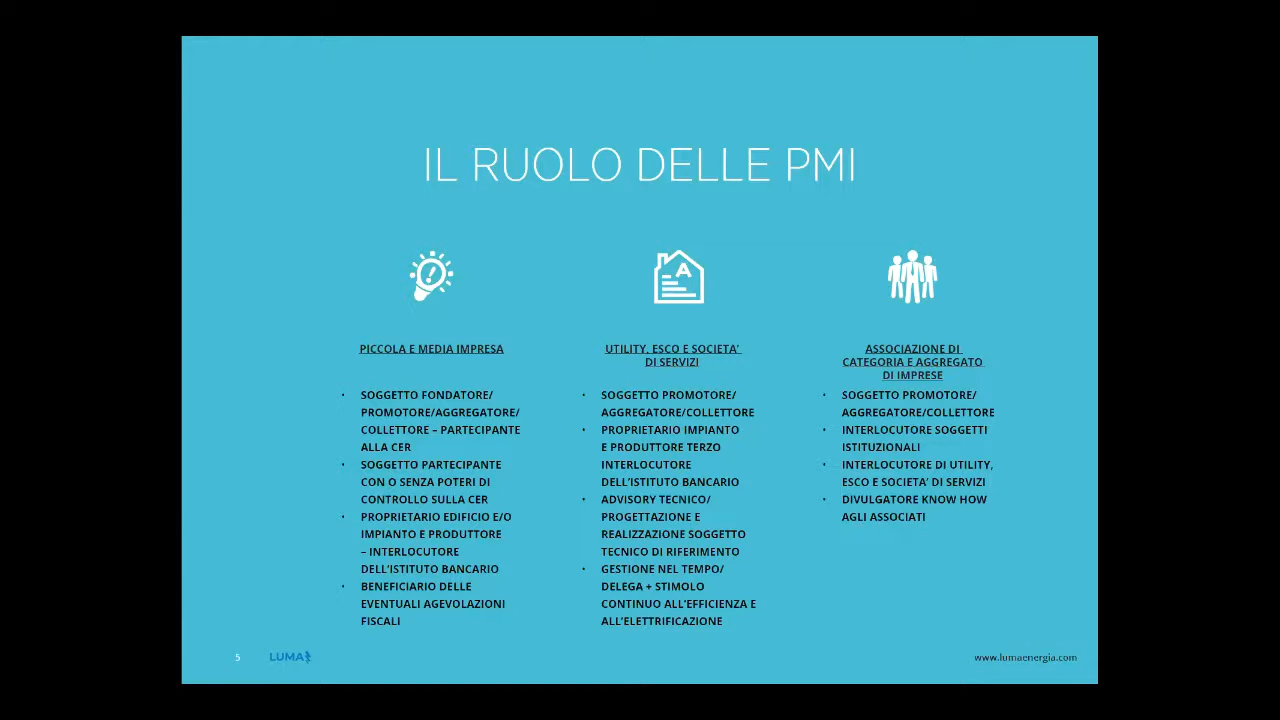 IL RUOLO DELLE PMI
A
PICCOLA E MEDIA IMPRESA
• SOGGETTO FONDATORE/
PROMOTORE/AGGREGATORE/
COLLETTORE – PARTECIPANTE
ALLA CER
• SOGGETTO PARTECIPANTE
CON O SENZA POTERI DI
CONTROLLO SULLA CER
• PROPRIETARIO EDIFICIO E/O
IMPIANTO E PRODUTTORE
– INTERLOCUTORE
DELL'ISTITUTO BANCARIO
• BENEFICIARIO DELLE
EVENTUALI AGEVOLAZIONI
FISCALI
UTILITY, ESCO E SOCIETA'
DI SERVIZI
• SOGGETTO PROMOTORE/
AGGREGATORE/COLLETTORE
• PROPRIETARIO IMPIANTO
E PRODUTTORE TERZO
INTERLOCUTORE
DELL'ISTITUTO BANCARIO
• ADVISORY TECNICO/
PROGETTAZIONE E
REALIZZAZIONE SOGGETTO
TECNICO DI RIFERIMENTO
• GESTIONE NEL TEMPO/
DELEGA + STIMOLO
CONTINUO ALL'EFFICIENZA E
ALL'ELETTRIFICAZIONE
ASSOCIAZIONE DI
CATEGORIA E AGGREGATO
DI IMPRESE
• SOGGETTO PROMOTORE/
AGGREGATORE/COLLETTORE
• INTERLOCUTORE SOGGETTI
ISTITUZIONALI
• INTERLOCUTORE DI UTILITY,
ESCO E SOCIETA' DI SERVIZI
• DIVULGATORE KNOW HOW
AGLI ASSOCIATI
5
LUMA
www.lumaenergia.com